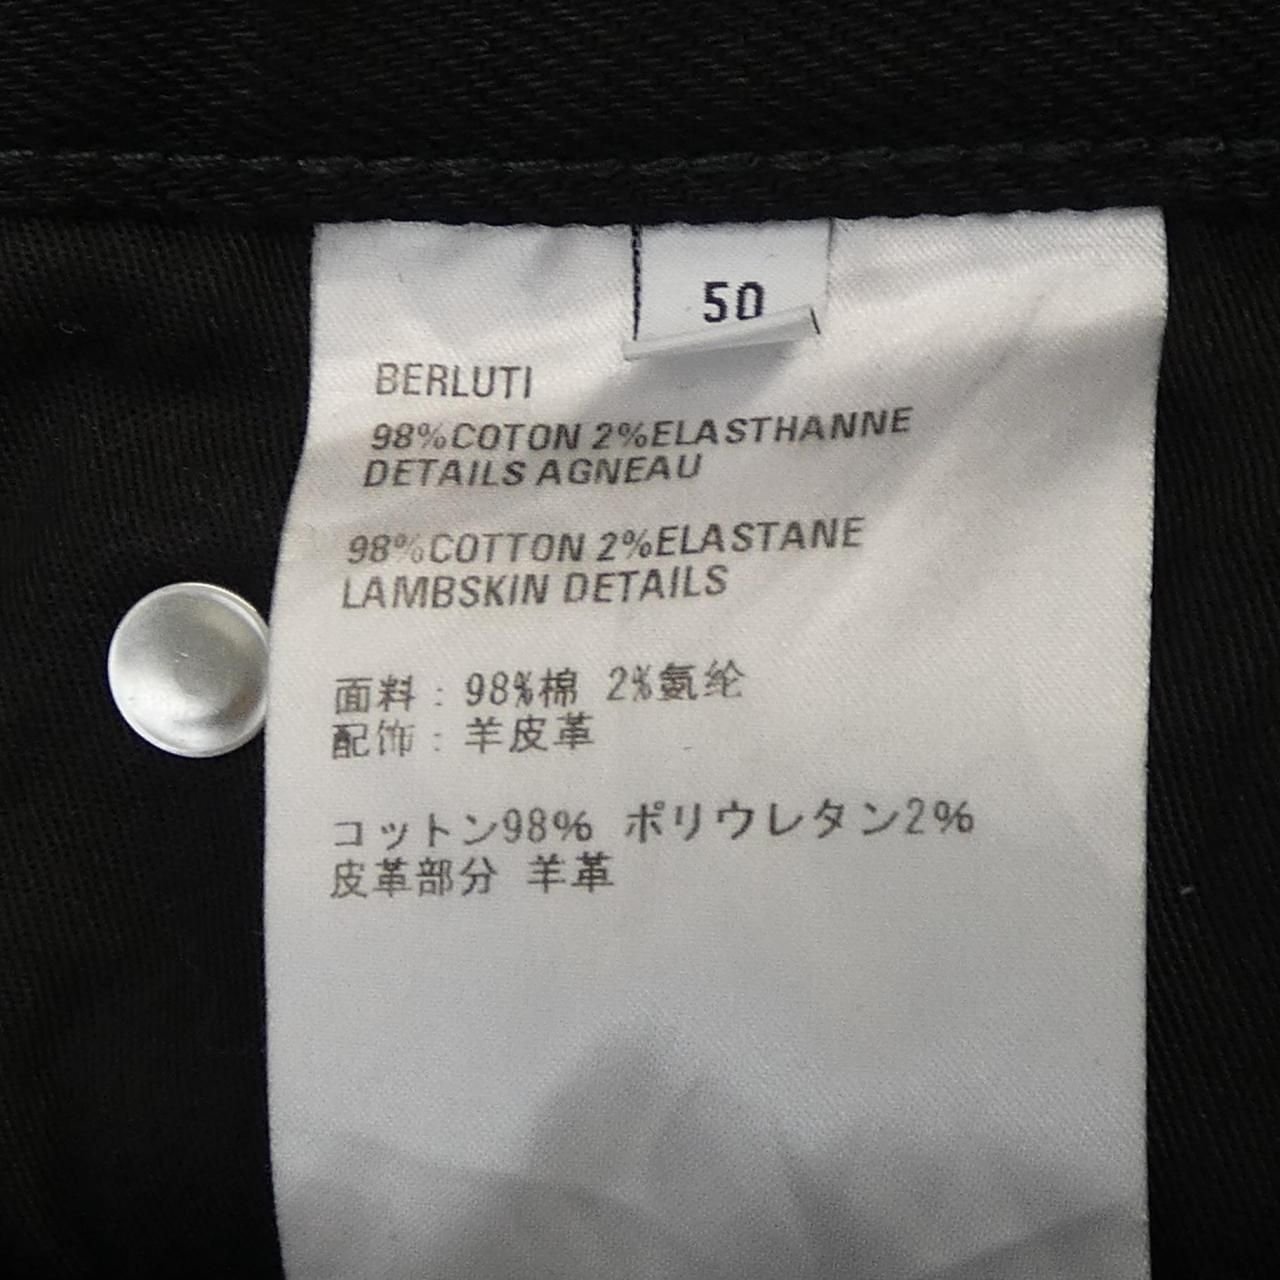 50
BERLUTI
98%COTON 2%ELASTHANNE
DETAILS AGNEAU
98%COTTON 2%ELASTANE
LAMBSKIN DETAILS
面料：98%棉 2%氨纶
配饰：羊皮革
コットン98% ポリウレタン2%
皮革部分 羊革